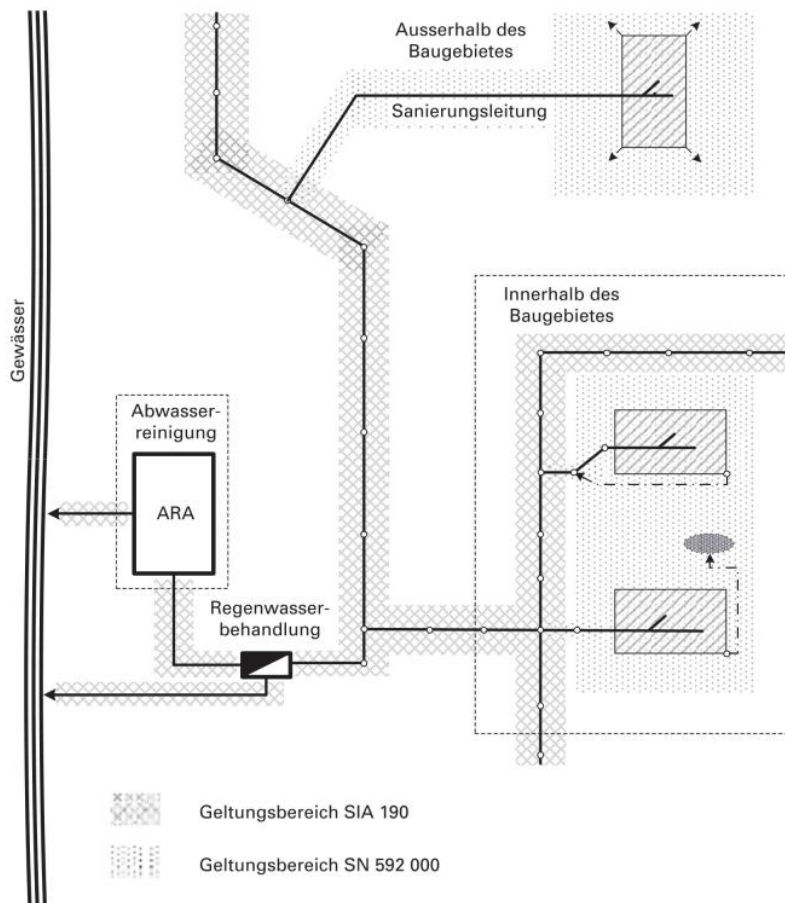 Ausserhalb des
Baugebietes
Sanierungsleitung
Gewässer
Innerhalb des
Baugebietes
Abwasser-
reinigung
ARA
Regenwasser-
behandlung
Geltungsbereich SIA 190
Geltungsbereich SN 592 000